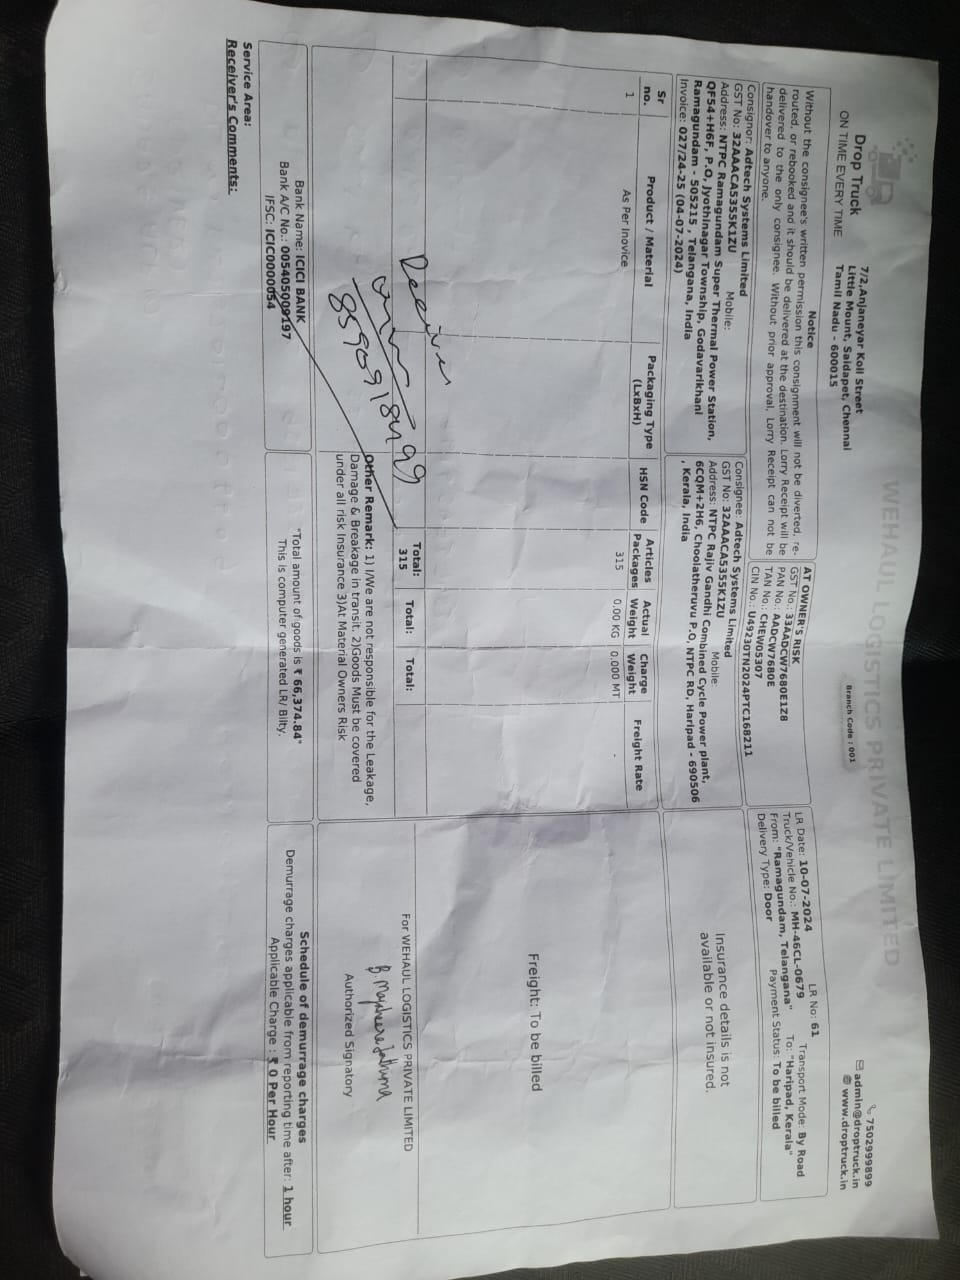 WEHAUL LOGISTICS PRIVATE LIMITED
Drop Truck
ON TIME EVERY TIME
7/2,Anjaneyar Koil Street
Little Mount, Saidapet, Chennai
Tamil Nadu - 600015
Branch Code : 001
7502999899
admin@droptruck.in
www.droptruck.in
Notice
Without the consignee's written permission this consignment will not be diverted, re-
routed, or rebooked and it should be delivered at the destination. Lorry Receipt will be
delivered to the only consignee. Without prior approval, Lorry Receipt can not be
handover to anyone.
AT OWNER'S RISK
GST No.: 33AADCW7680E1Z8
PAN No.: AADCW7680E
TAN No.: CHEW05307
CIN No.: U49230TN2024PTC168211
LR No: 61
LR Date: 10-07-2024 Transport Mode: By Road
Truck/Vehicle No.: MH-46CL-0679
From: "Ramagundam, Telangana" To: "Haripad, Kerala"
Delivery Type: Door Payment Status: To be billed
Consignor: Adtech Systems Limited
GST No: 32AAACA5355K1ZU Mobile:
Address: NTPC Ramagundam Super Thermal Power Station,
QF54+H6F, P.O, Jyothinagar Township, Godavarikhani
Ramagundam - 505215 , Telangana, India
Invoice: 027/24-25 (04-07-2024)
Consignee: Adtech Systems Limited
GST No: 32AAACA5355K1ZU Mobile:
Address: NTPC Rajiv Gandhi Combined Cycle Power plant,
6CQM+2H6, Choolatheruvu P.O, NTPC RD, Haripad - 690506
, Kerala, India
Insurance details is not
available or not insured.
Sr no. Product / Material Packaging Type (LxBxH) HSN Code Articles Packages Actual Weight Charge Weight Freight Rate
1 As Per Inovice 315 0.00 KG 0.000 MT -
Freight: To be billed
Total: 315 Total: Total:
Other Remark: 1) I/We are not responsible for the Leakage,
Damage & Breakage in transit. 2)Goods Must be covered
under all risk Insurance 3)At Material Owners Risk
For WEHAUL LOGISTICS PRIVATE LIMITED
Authorized Signatory
Bank Name: ICICI BANK
Bank A/C No.: 005405009197
IFSC: ICIC0000054
"Total amount of goods is ₹ 66,374.84"
This is computer generated LR/ Bilty.
Schedule of demurrage charges
Demurrage charges applicable from reporting time after: 1 hour
Applicable Charge : ₹ 0 Per Hour
Service Area:
Receiver's Comments: